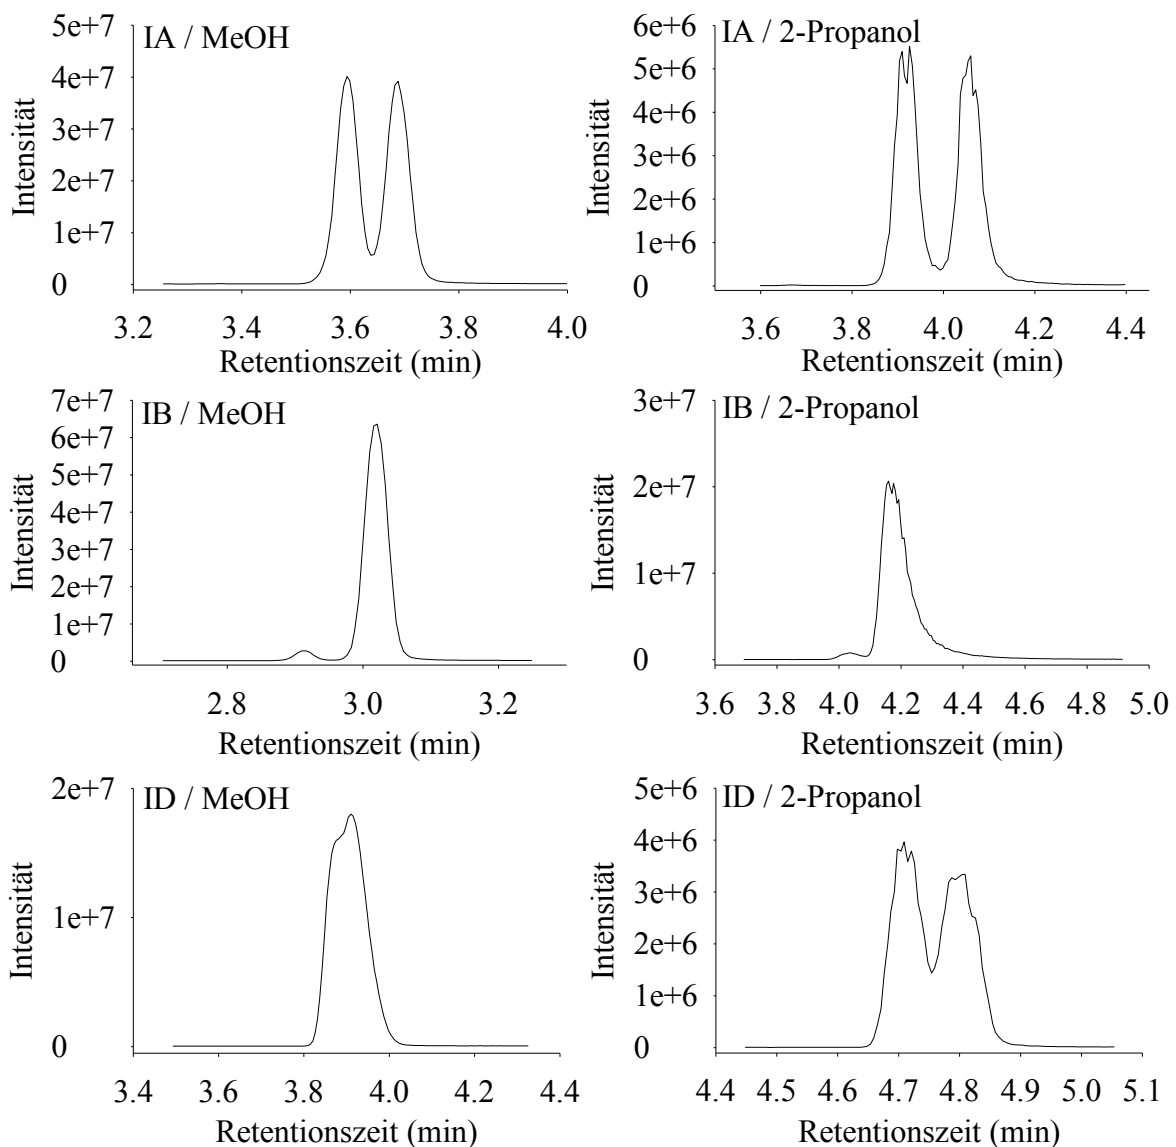 IA / MeOH
Intensität
5e+7
4e+7
3e+7
2e+7
1e+7
0
3.2 3.4 3.6 3.8 4.0
Retentionszeit (min)
IA / 2-Propanol
Intensität
6e+6
5e+6
4e+6
3e+6
2e+6
1e+6
0
3.6 3.8 4.0 4.2 4.4
Retentionszeit (min)
IB / MeOH
Intensität
7e+7
6e+7
5e+7
4e+7
3e+7
2e+7
1e+7
0
2.8 3.0 3.2
Retentionszeit (min)
IB / 2-Propanol
Intensität
3e+7
2e+7
1e+7
0
3.6 3.8 4.0 4.2 4.4 4.6 4.8 5.0
Retentionszeit (min)
ID / MeOH
Intensität
2e+7
1e+7
0
3.4 3.6 3.8 4.0 4.2 4.4
Retentionszeit (min)
ID / 2-Propanol
Intensität
5e+6
4e+6
3e+6
2e+6
1e+6
0
4.4 4.5 4.6 4.7 4.8 4.9 5.0 5.1
Retentionszeit (min)